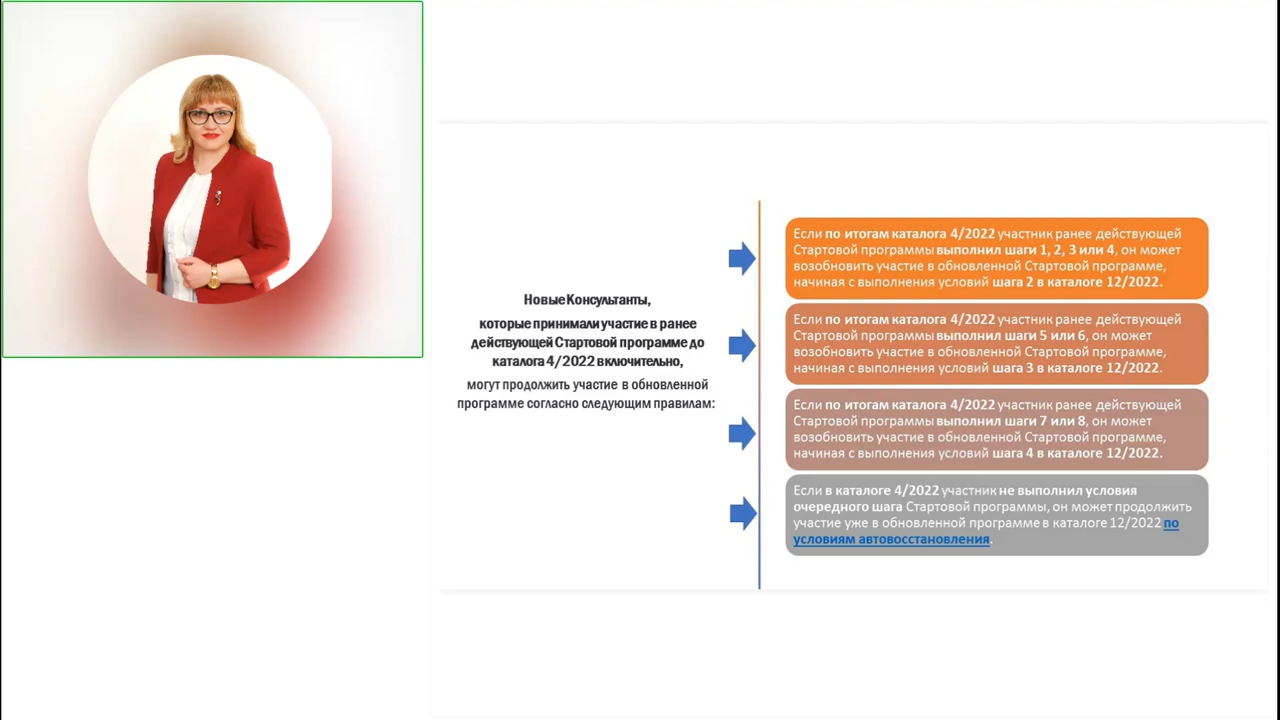 Новые Консультанты,
которые принимали участие в ранее
действующей Стартовой программе до
каталога 4/2022 включительно,
могут продолжить участие в обновленной
программе согласно следующим правилам:
Если по итогам каталога 4/2022 участник ранее действующей
Стартовой программы выполнил шаги 1, 2, 3 или 4, он может
возобновить участие в обновленной Стартовой программе,
начиная с выполнения условий шага 2 в каталоге 12/2022.
Если по итогам каталога 4/2022 участник ранее действующей
Стартовой программы выполнил шаги 5 или 6, он может
возобновить участие в обновленной Стартовой программе,
начиная с выполнения условий шага 3 в каталоге 12/2022.
Если по итогам каталога 4/2022 участник ранее действующей
Стартовой программы выполнил шаги 7 или 8, он может
возобновить участие в обновленной Стартовой программе,
начиная с выполнения условий шага 4 в каталоге 12/2022.
Если в каталоге 4/2022 участник не выполнил условия
очередного шага Стартовой программы, он может продолжить
участие уже в обновленной программе в каталоге 12/2022 по
условиям автовосстановления.